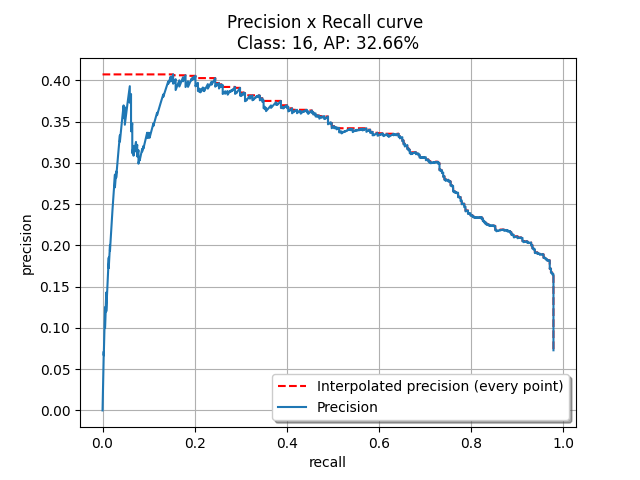 Precision x Recall curve
Class: 16, AP: 32.66%
0.40
0.35
0.30
0.25
0.20
0.15
0.10
0.05
0.00
precision
Interpolated precision (every point)
Precision
0.0 0.2 0.4 0.6 0.8 1.0
recall